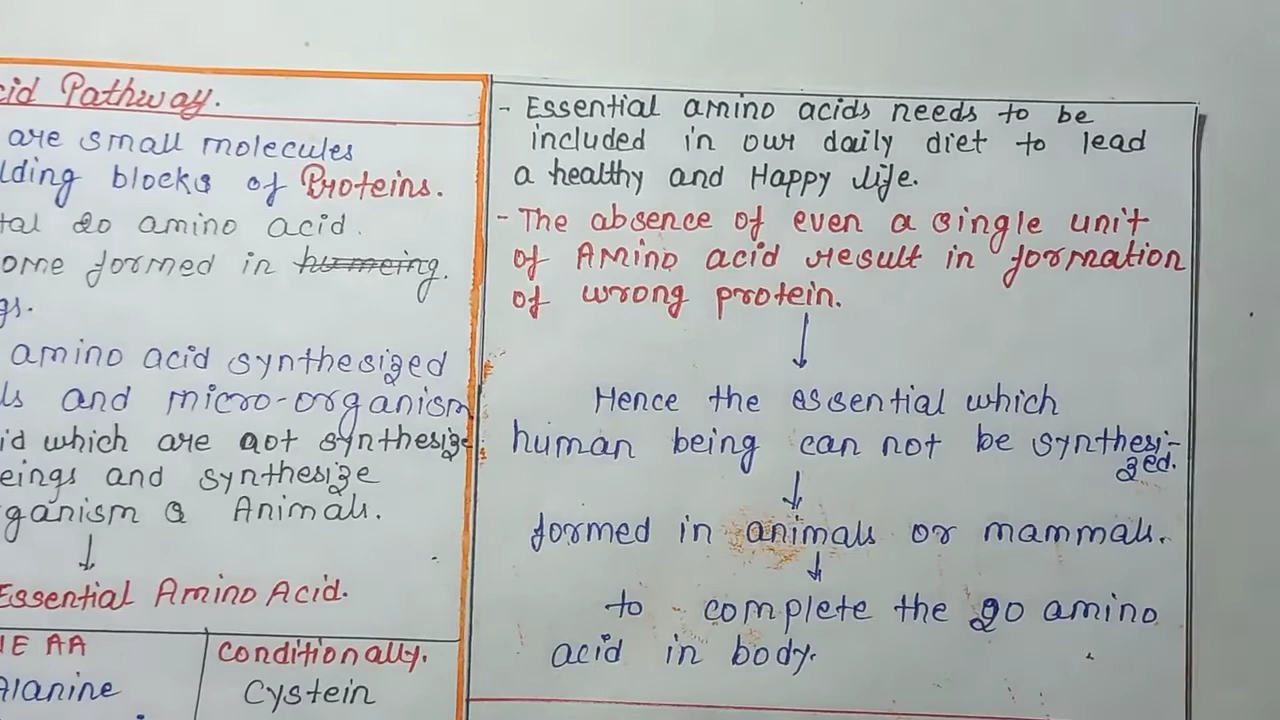 cid Pathway.
are small molecules
lding blocks of Proteins.
tal 20 amino acid.
ome formed in humeing.
gs.
amino acid synthesized
ls and micro-organism
id which are not synthesize
eings and synthesize
ganism & Animals.
Essential Amino Acid.
NE AA
Alanine
Conditionally.
Cystein
- Essential amino acids needs to be
included in our daily diet to lead
a healthy and Happy life.
- The absence of even a single unit
of Amino acid result in formation
of wrong protein.
Hence the essential which
human being can not be synthesi-
zed.
formed in animals or mammals.
to complete the 20 amino
acid in body.